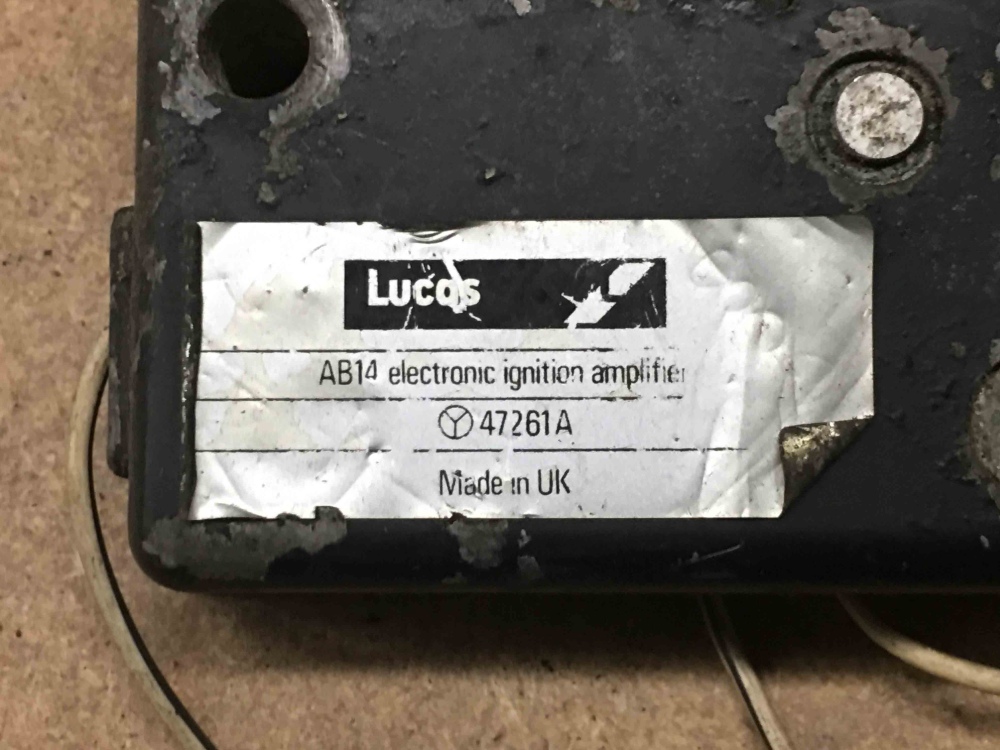 Lucas
AB14 electronic ignition amplifier
47261A
Made in UK